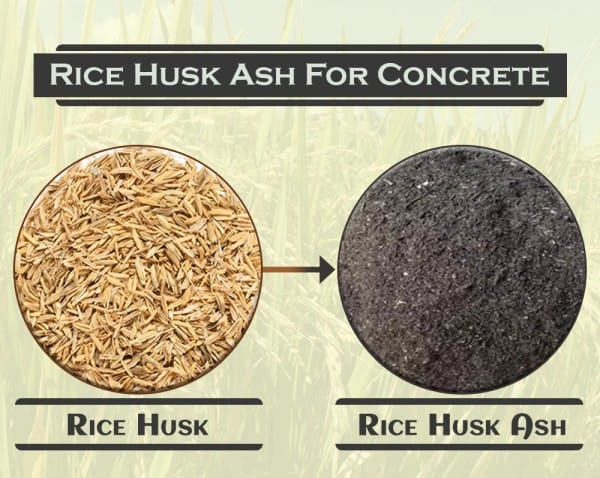 Rice Husk Ash For Concrete
Rice Husk
Rice Husk Ash